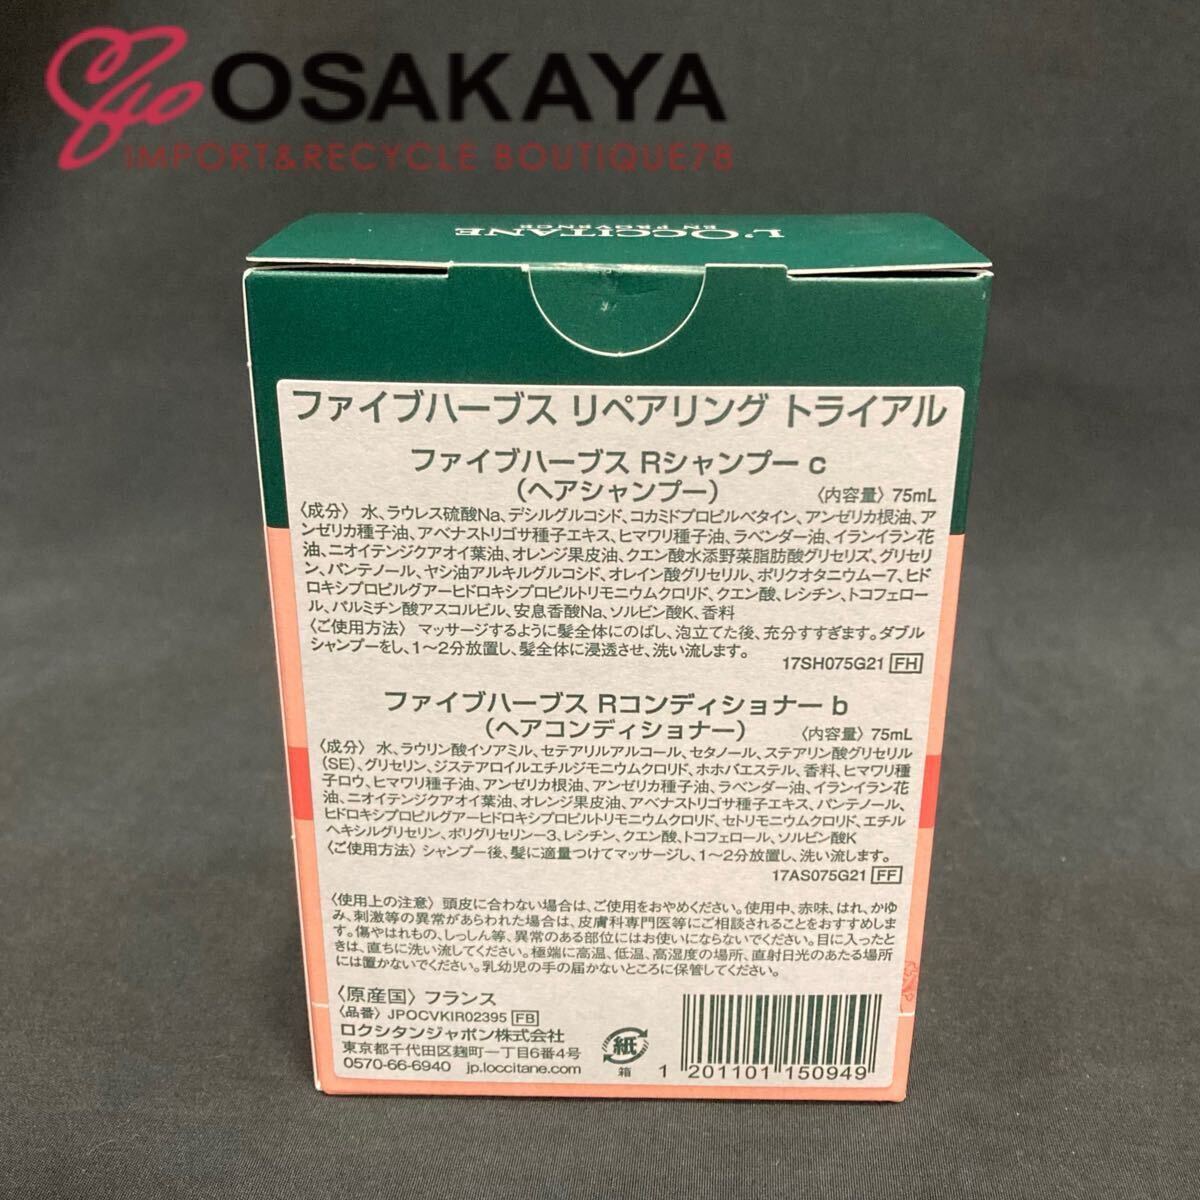 OSAKAYA
IMPORT&RECYCLE BOUTIQUE78
L'OCCITANE
EN PROVENCE
ファイブハーブス リペアリング トライアル
ファイブハーブス Rシャンプー c
(ヘアシャンプー)
〈内容量〉 75mL
〈成分〉 水、ラウレス硫酸Na、デシルグルコシド、コカミドプロピルベタイン、アンゼリカ根油、ア
ンゼリカ種子油、アベナストリゴサ種子エキス、ヒマワリ種子油、ラベンダー油、イランイラン花
油、ニオイテンジクアオイ葉油、オレンジ果皮油、クエン酸水添野菜脂肪酸グリセリズ、グリセリ
ン、パンテノール、ヤシ油アルキルグルコシド、オレイン酸グリセリル、ポリクオタニウムー7、ヒド
ロキシプロピルグアーヒドロキシプロピルトリモニウムクロリド、クエン酸、レシチン、トコフェロー
ル、パルミチン酸アスコルビル、安息香酸Na、ソルビン酸K、香料
〈ご使用方法〉 マッサージするように髪全体にのばし、泡立てた後、充分すすぎます。ダブル
シャンプーをし、1〜2分放置し、髪全体に浸透させ、洗い流します。
17SH075G21 FH
ファイブハーブス Rコンディショナー b
(ヘアコンディショナー)
〈内容量〉 75mL
〈成分〉 水、ラウリン酸イソアミル、セテアリルアルコール、セタノール、ステアリン酸グリセリル
(SE)、グリセリン、ジステアロイルエチルジモニウムクロリド、ホホバエステル、香料、ヒマワリ種
子ロウ、ヒマワリ種子油、アンゼリカ根油、アンゼリカ種子油、ラベンダー油、イランイラン花
油、ニオイテンジクアオイ葉油、オレンジ果皮油、アベナストリゴサ種子エキス、パンテノール、
ヒドロキシプロピルグアーヒドロキシプロピルトリモニウムクロリド、セトリモニウムクロリド、エチル
ヘキシルグリセリン、ポリグリセリンー3、レシチン、クエン酸、トコフェロール、ソルビン酸K
〈ご使用方法〉 シャンプー後、髪に適量つけてマッサージし、1〜2分放置し、洗い流します。
17AS075G21 FF
〈使用上の注意〉 頭皮に合わない場合は、ご使用をおやめください。使用中、赤味、はれ、かゆ
み、刺激等の異常があらわれた場合は、皮膚科専門医等にご相談されることをおすすめしま
す。傷やはれもの、しっしん等、異常のある部位にはお使いにならないでください。目に入ったと
きは、直ちに洗い流してください。極端に高温、低温、高湿度の場所、直射日光のあたる場所
には置かないでください。乳幼児の手の届かないところに保管してください。
〈原産国〉 フランス
〈品番〉 JPOCVKIR02395 FB
ロクシタンジャポン株式会社
東京都千代田区麹町一丁目6番4号
0570-66-6940 jp.loccitane.com
紙
箱
1 201101 150949